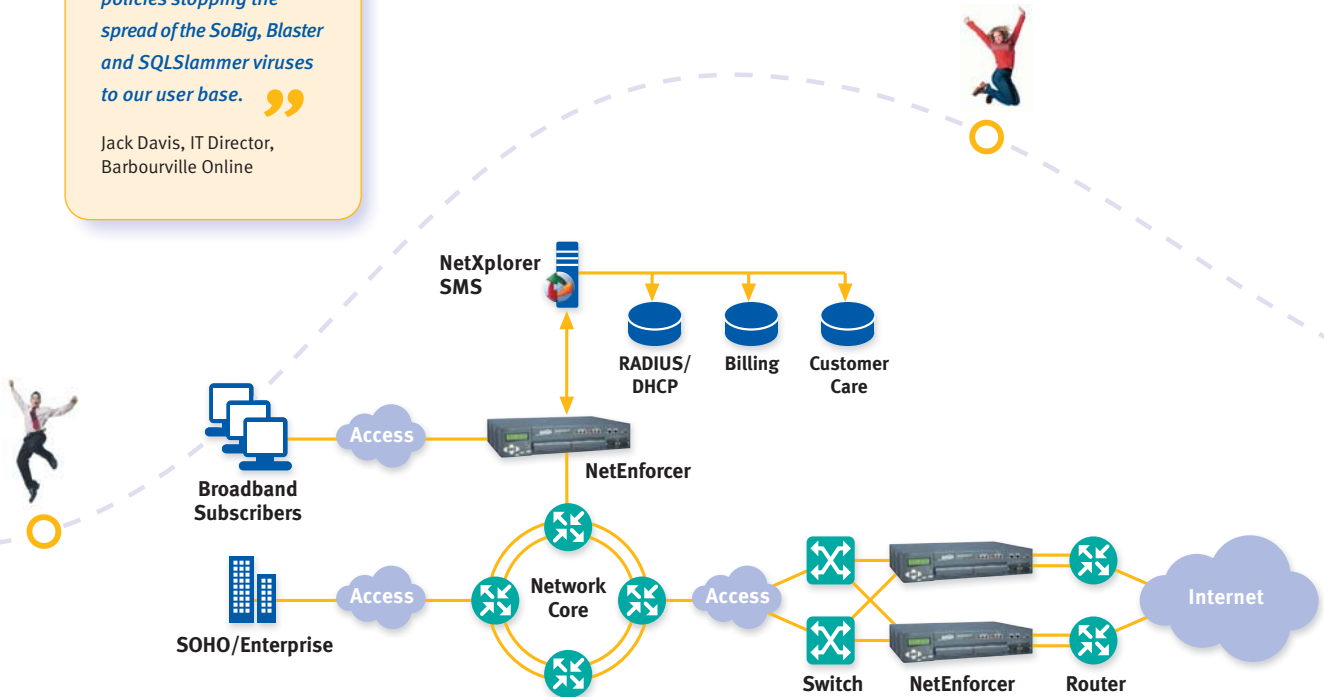 policies stopping the
spread of the SoBig, Blaster
and SQLSlammer viruses
to our user base. ”
Jack Davis, IT Director,
Barbourville Online
NetXplorer
SMS
RADIUS/
DHCP
Billing
Customer
Care
Access
NetEnforcer
Broadband
Subscribers
SOHO/Enterprise
Access
Network
Core
Access
Internet
Switch
NetEnforcer
Router